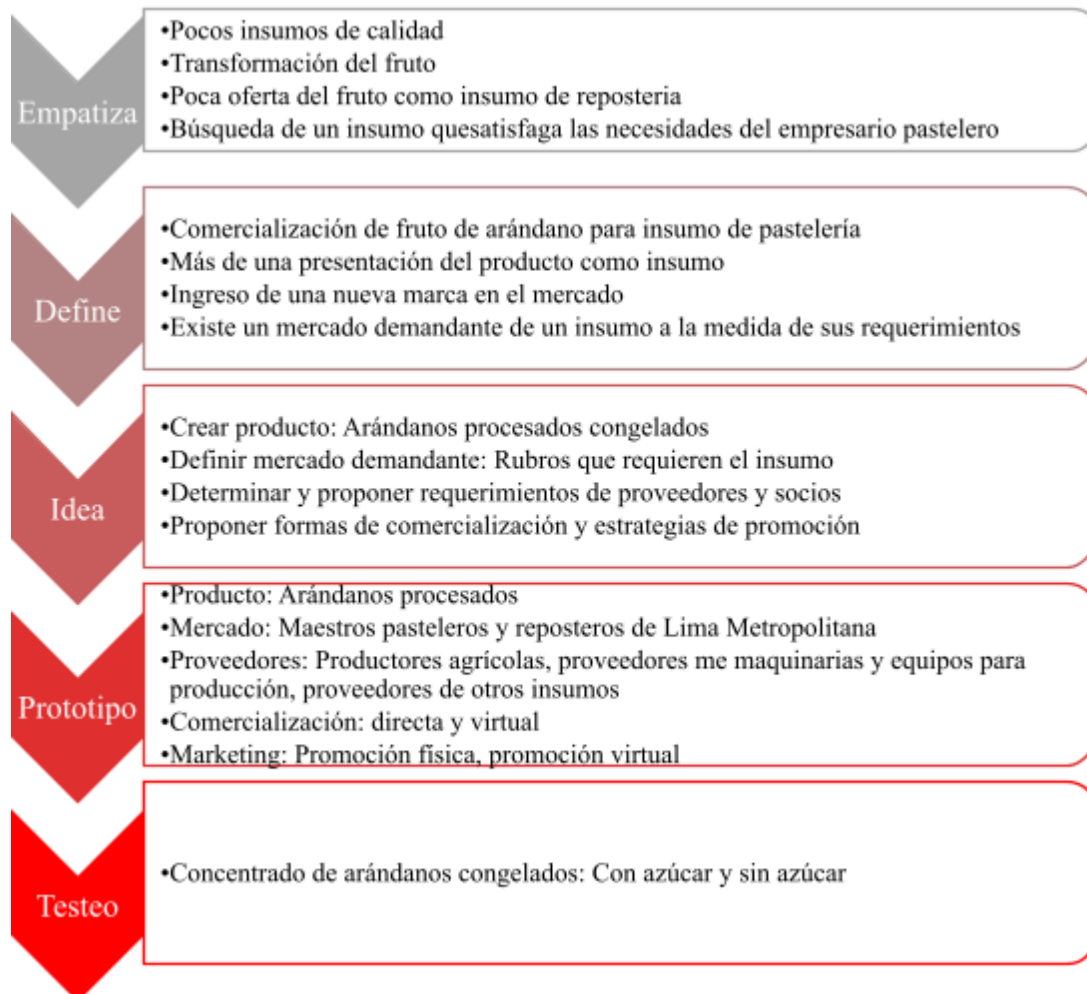 Empatiza
•Pocos insumos de calidad
•Transformación del fruto
•Poca oferta del fruto como insumo de reposteria
•Búsqueda de un insumo quesatisfaga las necesidades del empresario pastelero
Define
•Comercialización de fruto de arándano para insumo de pastelería
•Más de una presentación del producto como insumo
•Ingreso de una nueva marca en el mercado
•Existe un mercado demandante de un insumo a la medida de sus requerimientos
Idea
•Crear producto: Arándanos procesados congelados
•Definir mercado demandante: Rubros que requieren el insumo
•Determinar y proponer requerimientos de proveedores y socios
•Proponer formas de comercialización y estrategias de promoción
Prototipo
•Producto: Arándanos procesados
•Mercado: Maestros pasteleros y reposteros de Lima Metropolitana
•Proveedores: Productores agrícolas, proveedores me maquinarias y equipos para
producción, proveedores de otros insumos
•Comercialización: directa y virtual
•Marketing: Promoción física, promoción virtual
Testeo
•Concentrado de arándanos congelados: Con azúcar y sin azúcar